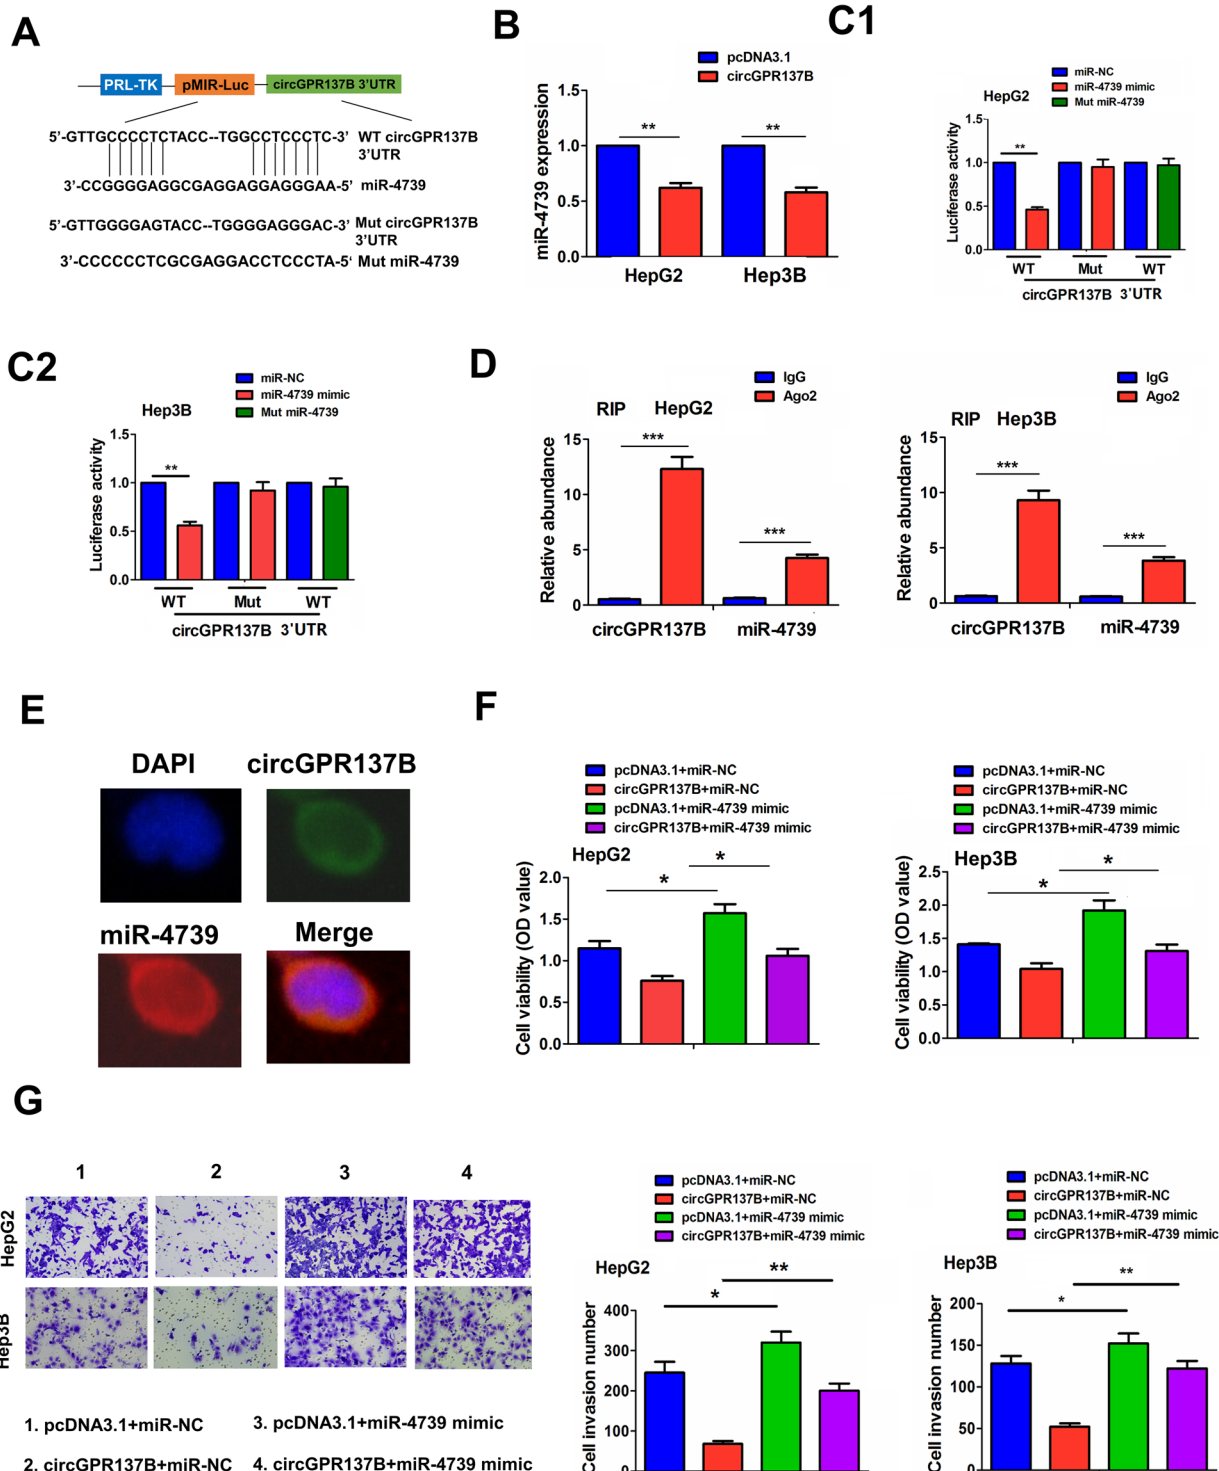 A
PRL-TK pMIR-Luc circGPR137B 3'UTR
5'-GTTGCCCCTCTACC--TGGCCTCCCTC-3' WT circGPR137B
3'UTR
3'-CCGGGGAGGCGAGGAGGAGGGAA-5' miR-4739
5'-GTTGGGGAGTACC--TGGGGAGGGAC-3' Mut circGPR137B
3'UTR
3'-CCCCCCTCGCGAGGACCTCCCTA-5' Mut miR-4739
B
pcDNA3.1
circGPR137B
miR-4739 expression
1.5
1.0
0.5
0.0
**
**
HepG2 Hep3B
C1
miR-NC
miR-4739 mimic
Mut miR-4739
HepG2
Luciferase activity
1.5
1.0
0.5
0.0
**
WT Mut WT
circGPR137B 3'UTR
C2
miR-NC
miR-4739 mimic
Mut miR-4739
Hep3B
Luciferase activity
1.5
1.0
0.5
0.0
**
WT Mut WT
circGPR137B 3'UTR
D
IgG
Ago2
RIP HepG2
Relative abundance
15
10
5
0
***
***
circGPR137B miR-4739
IgG
Ago2
RIP Hep3B
Relative abundance
15
10
5
0
***
***
circGPR137B miR-4739
E
DAPI circGPR137B
miR-4739 Merge
F
pcDNA3.1+miR-NC
circGPR137B+miR-NC
pcDNA3.1+miR-4739 mimic
circGPR137B+miR-4739 mimic
HepG2
Cell viability (OD value)
2.0
1.5
1.0
0.5
0.0
*
*
pcDNA3.1+miR-NC
circGPR137B+miR-NC
pcDNA3.1+miR-4739 mimic
circGPR137B+miR-4739 mimic
Hep3B
Cell viability (OD value)
2.5
2.0
1.5
1.0
0.5
0.0
*
*
G
1 2 3 4
HepG2
Hep3B
1. pcDNA3.1+miR-NC 3. pcDNA3.1+miR-4739 mimic
2. circGPR137B+miR-NC 4. circGPR137B+miR-4739 mimic
pcDNA3.1+miR-NC
circGPR137B+miR-NC
pcDNA3.1+miR-4739 mimic
circGPR137B+miR-4739 mimic
HepG2
Cell invasion number
400
300
200
100
*
**
pcDNA3.1+miR-NC
circGPR137B+miR-NC
pcDNA3.1+miR-4739 mimic
circGPR137B+miR-4739 mimic
Hep3B
Cell invasion number
200
150
100
50
0
*
**